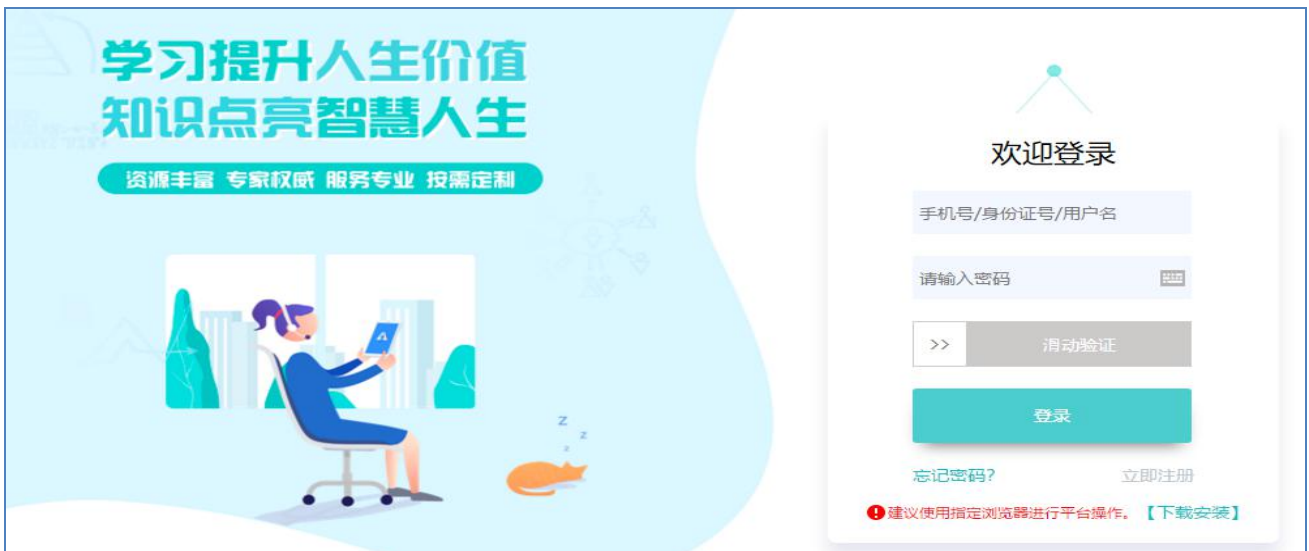 学习提升人生价值
知识点亮智慧人生
资源丰富 专家权威 服务专业 按需定制
z
z
z
欢迎登录
手机号/身份证号/用户名
请输入密码
>> 滑动验证
登录
忘记密码? 立即注册
建议使用指定浏览器进行平台操作。【下载安装】